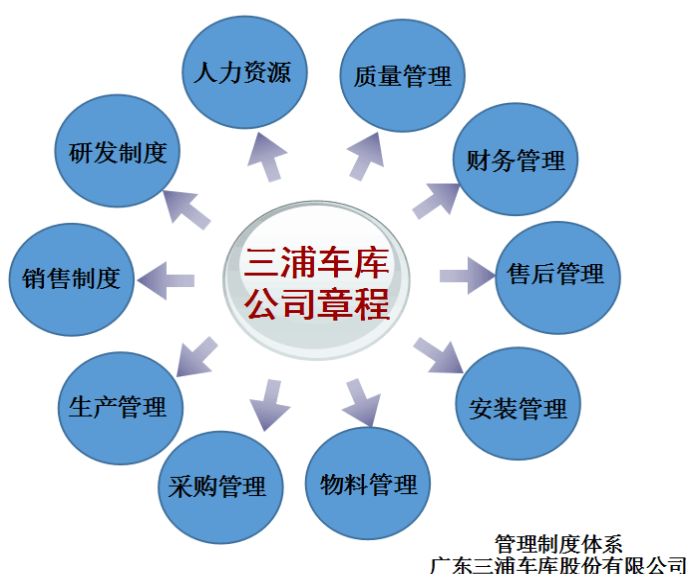 人力资源
质量管理
研发制度
财务管理
三浦车库
公司章程
销售制度
售后管理
生产管理
安装管理
采购管理
物料管理
管理制度体系
广东三浦车库股份有限公司